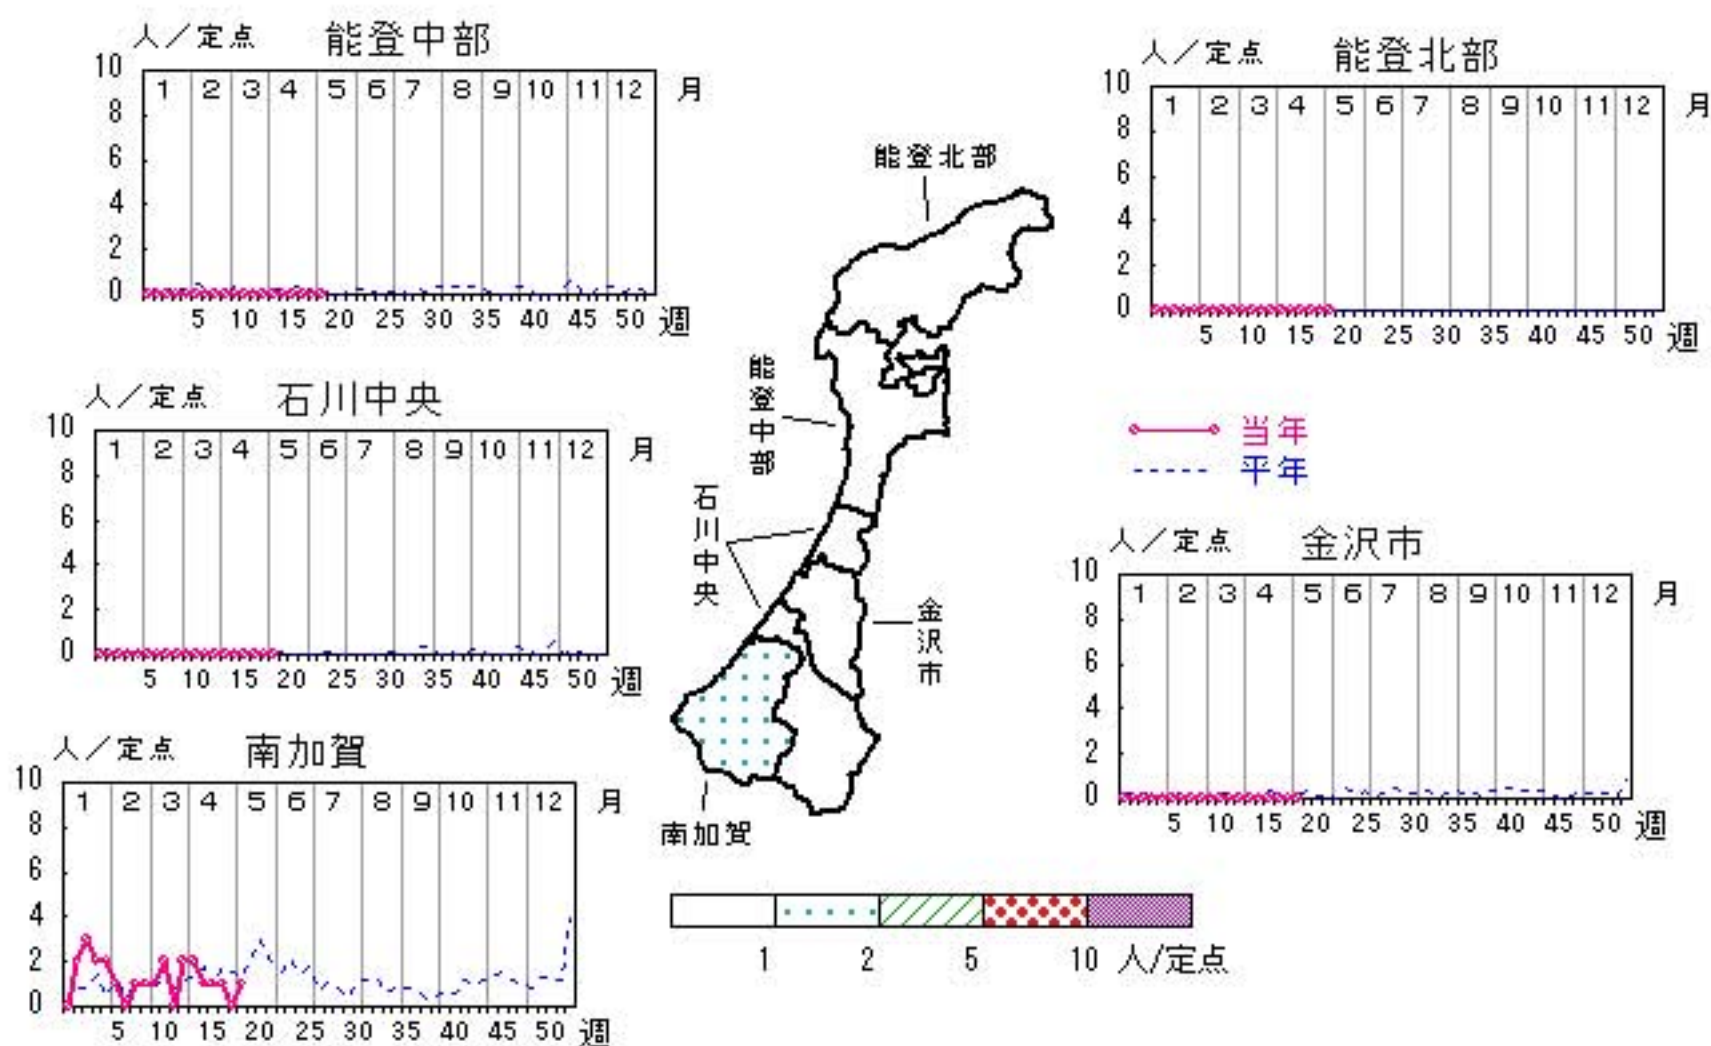 人／定点 能登中部
10 8 6 4 2 0
1 2 3 4 5 6 7 8 9 10 11 12 月
5 10 15 20 25 30 35 40 45 50 週
人／定点 能登北部
10 8 6 4 2 0
1 2 3 4 5 6 7 8 9 10 11 12 月
5 10 15 20 25 30 35 40 45 50 週
能登北部
能登中部
石川中央
金沢市
南加賀
人／定点 石川中央
10 8 6 4 2 0
1 2 3 4 5 6 7 8 9 10 11 12 月
5 10 15 20 25 30 35 40 45 50 週
当年
平年
人／定点 金沢市
10 8 6 4 2 0
1 2 3 4 5 6 7 8 9 10 11 12 月
5 10 15 20 25 30 35 40 45 50 週
人／定点 南加賀
10 8 6 4 2 0
1 2 3 4 5 6 7 8 9 10 11 12 月
5 10 15 20 25 30 35 40 45 50 週
1 2 5 10 人/定点